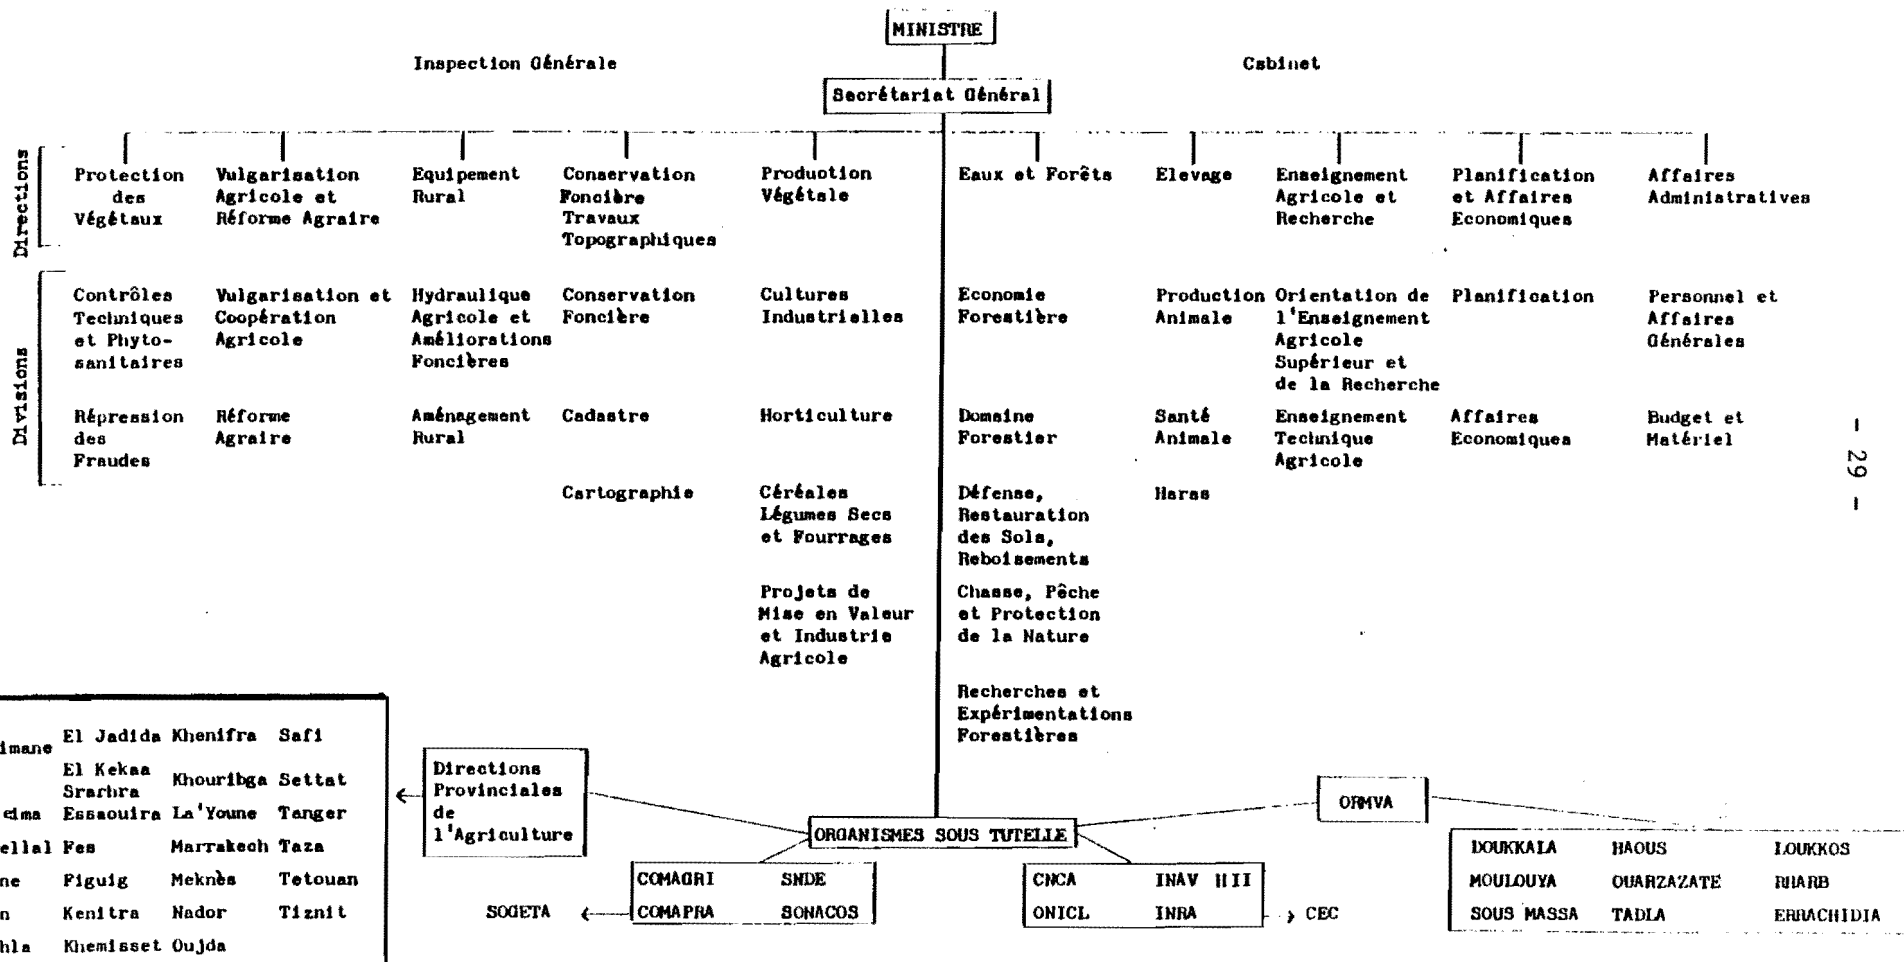 MINISTRE
Inspection Générale
Cabinet
Secrétariat Général
Directions
Protection
des
Végétaux
Vulgarisation
Agricole et
Réforme Agraire
Equipement
Rural
Conservation
Foncière
Travaux
Topographiques
Production
Végétale
Eaux et Forêts
Elevage
Enseignement
Agricole et
Recherche
Planification
et Affaires
Economiques
Affaires
Administratives
Divisions
Contrôles
Techniques
et Phyto-
sanitaires
Vulgarisation et
Coopération
Agricole
Hydraulique
Agricole et
Améliorations
Foncières
Conservation
Foncière
Cultures
Industrielles
Economie
Forestière
Production
Animale
Orientation de
l'Enseignement
Agricole
Supérieur et
de la Recherche
Planification
Personnel et
Affaires
Générales
Répression
des
Fraudes
Réforme
Agraire
Aménagement
Rural
Cadastre
Horticulture
Domaine
Forestier
Santé
Animale
Enseignement
Technique
Agricole
Affaires
Economiques
Budget et
Matériel
- 29 -
Cartographie
Céréales
Légumes Secs
et Fourrages
Défense,
Restauration
des Sols,
Reboisements
Haras
Projets de
Mise en Valeur
et Industrie
Agricole
Chasse, Pêche
et Protection
de la Nature
Recherches et
Expérimentations
Forestières
imane El Jadida Khenifra Safi
El Kekaa
Srarhra Khouribga Settat
eima Essaouira La'Youne Tanger
ellal Fes Marrakech Taza
ne Figuig Meknès Tetouan
n Kenitra Nador Tiznit
hla Khemisset Oujda
Directions
Provinciales
de
l'Agriculture
ORGANISMES SOUS TUTELLE
ORMVA
COMAGRI SNDE
COMAPRA SONACOS
SOGETA
CNCA INAV HII
ONICL INRA
CEC
DOUKKALA HAOUS LOUKKOS
MOULOUYA OUARZAZATE RHARB
SOUS MASSA TADLA ERRACHIDIA